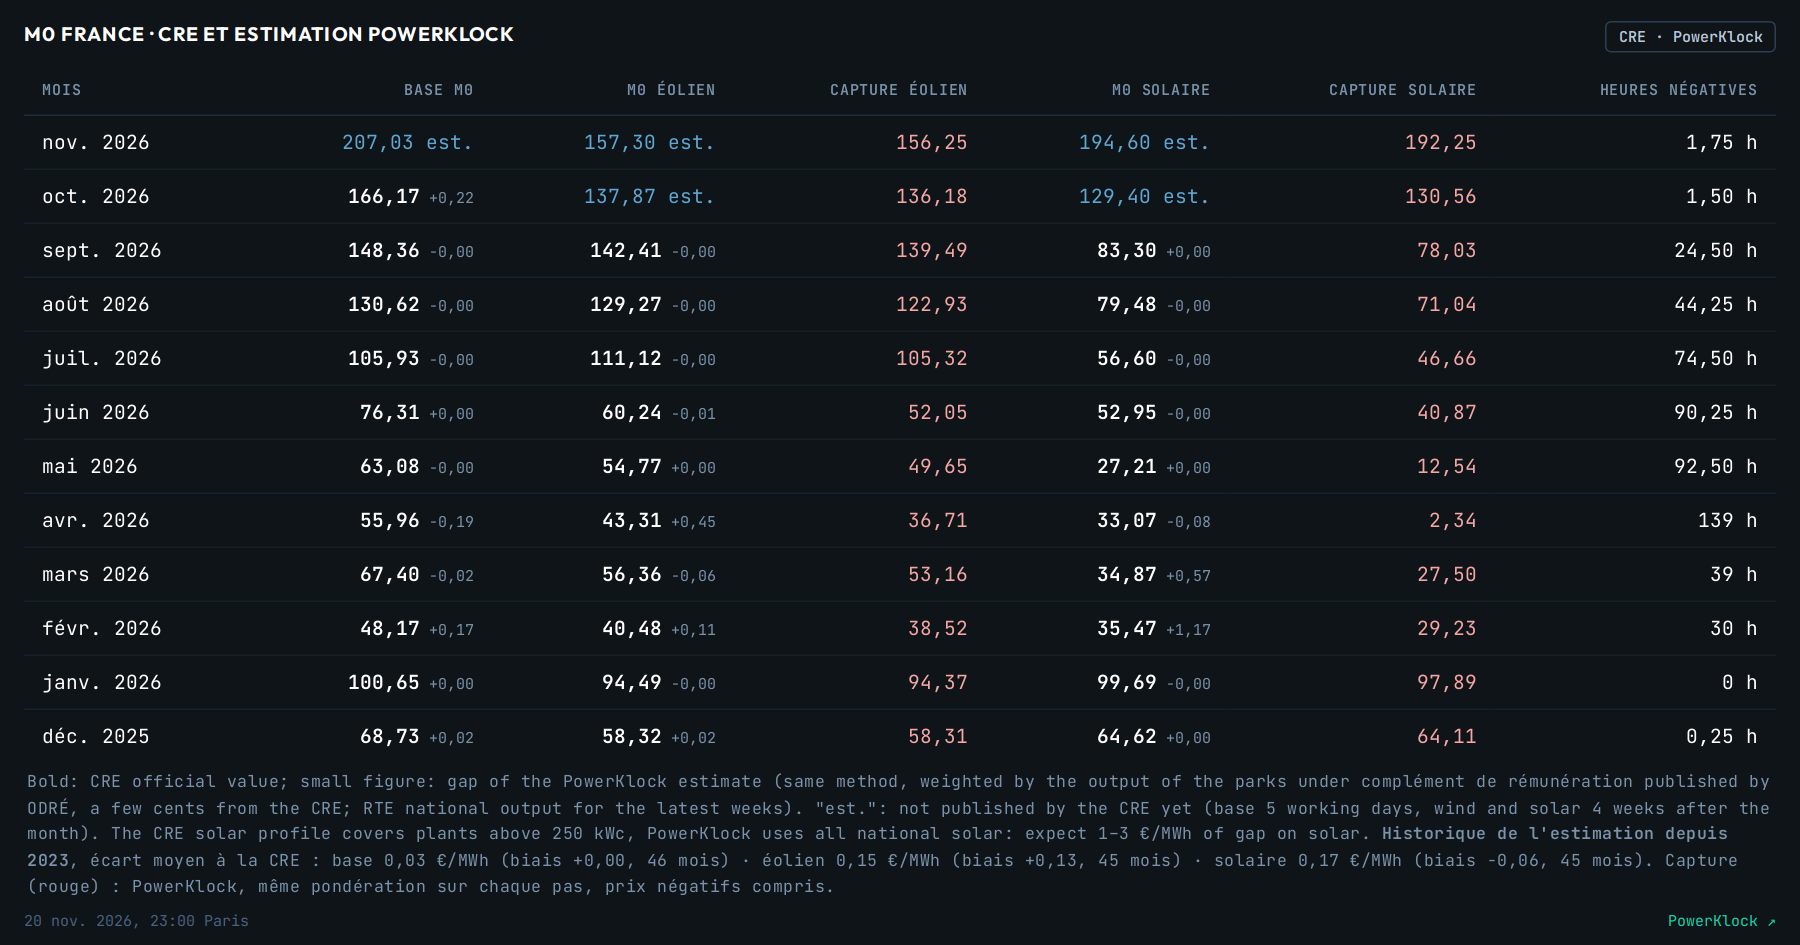 M0 FRANCE · CRE ET ESTIMATION POWERKLOCK
CRE · PowerKlock
MOIS BASE M0 M0 ÉOLIEN CAPTURE ÉOLIEN M0 SOLAIRE CAPTURE SOLAIRE HEURES NÉGATIVES
nov. 2026 207,03 est. 157,30 est. 156,25 194,60 est. 192,25 1,75 h
oct. 2026 166,17 +0,22 137,87 est. 136,18 129,40 est. 130,56 1,50 h
sept. 2026 148,36 -0,00 142,41 -0,00 139,49 83,30 +0,00 78,03 24,50 h
août 2026 130,62 -0,00 129,27 -0,00 122,93 79,48 -0,00 71,04 44,25 h
juil. 2026 105,93 -0,00 111,12 -0,00 105,32 56,60 -0,00 46,66 74,50 h
juin 2026 76,31 +0,00 60,24 -0,01 52,05 52,95 -0,00 40,87 90,25 h
mai 2026 63,08 -0,00 54,77 +0,00 49,65 27,21 +0,00 12,54 92,50 h
avr. 2026 55,96 -0,19 43,31 +0,45 36,71 33,07 -0,08 2,34 139 h
mars 2026 67,40 -0,02 56,36 -0,06 53,16 34,87 +0,57 27,50 39 h
févr. 2026 48,17 +0,17 40,48 +0,11 38,52 35,47 +1,17 29,23 30 h
janv. 2026 100,65 +0,00 94,49 -0,00 94,37 99,69 -0,00 97,89 0 h
déc. 2025 68,73 +0,02 58,32 +0,02 58,31 64,62 +0,00 64,11 0,25 h
Bold: CRE official value; small figure: gap of the PowerKlock estimate (same method, weighted by the output of the parks under complément de rémunération published by
ODRÉ, a few cents from the CRE; RTE national output for the latest weeks). "est.": not published by the CRE yet (base 5 working days, wind and solar 4 weeks after the
month). The CRE solar profile covers plants above 250 kWc, PowerKlock uses all national solar: expect 1–3 €/MWh of gap on solar. Historique de l'estimation depuis
2023, écart moyen à la CRE : base 0,03 €/MWh (biais +0,00, 46 mois) · éolien 0,15 €/MWh (biais +0,13, 45 mois) · solaire 0,17 €/MWh (biais -0,06, 45 mois). Capture
(rouge) : PowerKlock, même pondération sur chaque pas, prix négatifs compris.
20 nov. 2026, 23:00 Paris
PowerKlock ↗